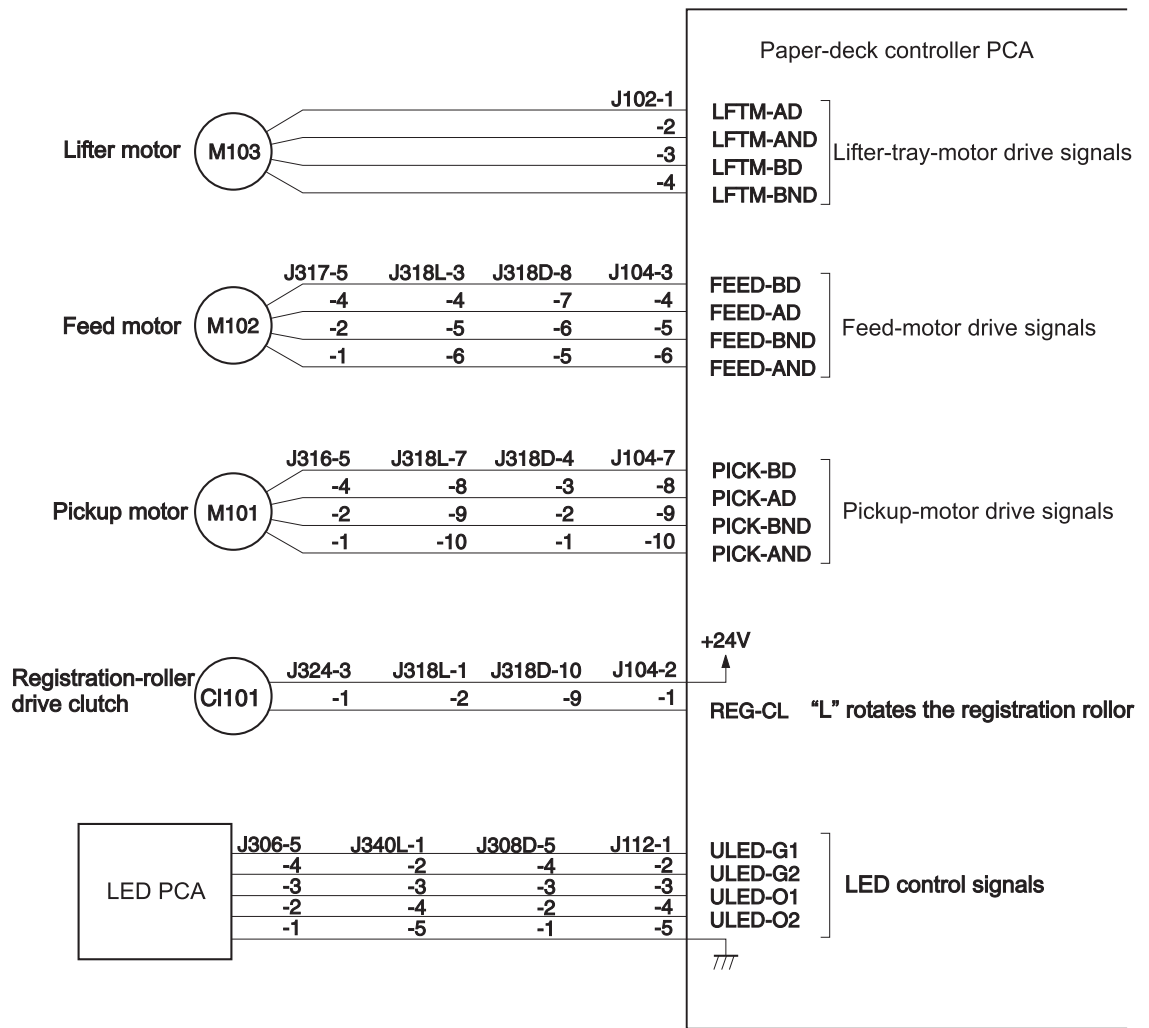 Paper-deck controller PCA
J102-1
LFTM-AD
-2
LFTM-AND
Lifter motor M103
-3
LFTM-BD
Lifter-tray-motor drive signals
-4
LFTM-BND
J317-5 J318L-3 J318D-8 J104-3
FEED-BD
-4 -4 -7 -4
FEED-AD
Feed motor M102
-2 -5 -6 -5
FEED-BND
Feed-motor drive signals
-1 -6 -5 -6
FEED-AND
J316-5 J318L-7 J318D-4 J104-7
PICK-BD
-4 -8 -3 -8
PICK-AD
Pickup motor M101
-2 -9 -2 -9
PICK-BND
Pickup-motor drive signals
-1 -10 -1 -10
PICK-AND
+24V
Registration-roller
drive clutch
CI101
J324-3 J318L-1 J318D-10 J104-2
-1 -2 -9 -1
REG-CL “L” rotates the registration rollor
LED PCA
J306-5 J340L-1 J308D-5 J112-1
ULED-G1
-4 -2 -4 -2
ULED-G2
-3 -3 -3 -3
ULED-O1
-2 -4 -2 -4
ULED-O2
-1 -5 -1 -5
LED control signals